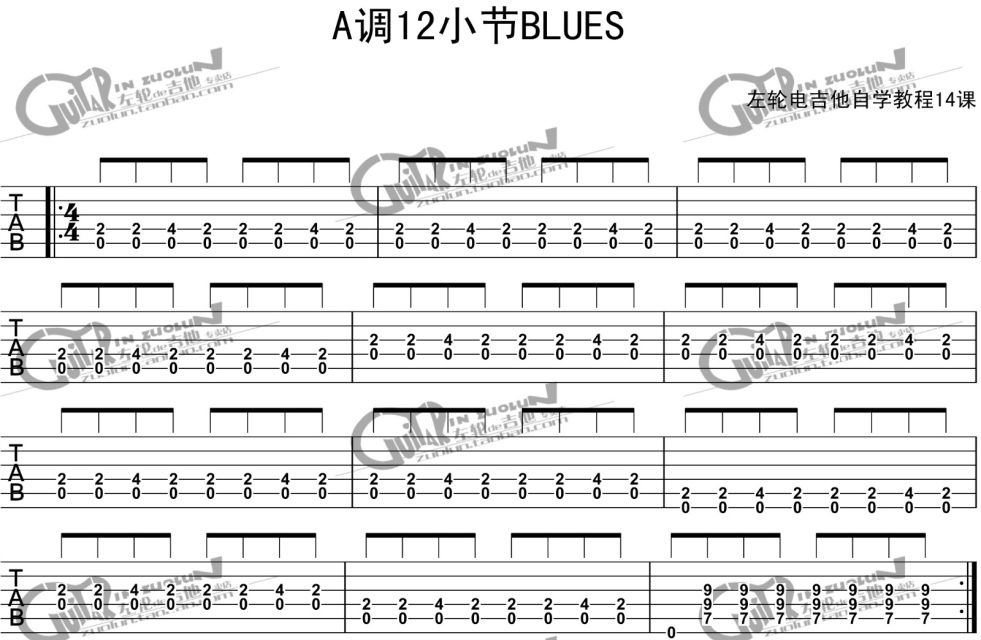 A调12小节BLUES
GUITAR IN ZUOLUN 左轮de吉他 专卖店
zuolun.taobao.com
左轮电吉他自学教程14课
T
A
B
4
4
2 2 4 2 2 2 4 2 2 2 4 2 2 2 4 2 2 2 4 2 2 2 4 2
0 0 0 0 0 0 0 0 0 0 0 0 0 0 0 0 0 0 0 0 0 0 0 0
T
A
B
2 2 4 2 2 2 4 2 2 2 4 2 2 2 4 2 2 2 4 2 2 2 4 2
0 0 0 0 0 0 0 0 0 0 0 0 0 0 0 0 0 0 0 0 0 0 0 0
T
A
B
2 2 4 2 2 2 4 2 2 2 4 2 2 2 4 2 2 2 4 2 2 2 4 2
0 0 0 0 0 0 0 0 0 0 0 0 0 0 0 0 0 0 0 0 0 0 0 0
T
A
B
2 2 4 2 2 2 4 2 2 2 4 2 2 2 4 2 9 9 9 9 9 9 9
0 0 0 0 0 0 0 0 0 0 0 0 0 0 0 0 9 9 9 9 9 9 9
7 7 7 7 7 7 7
0